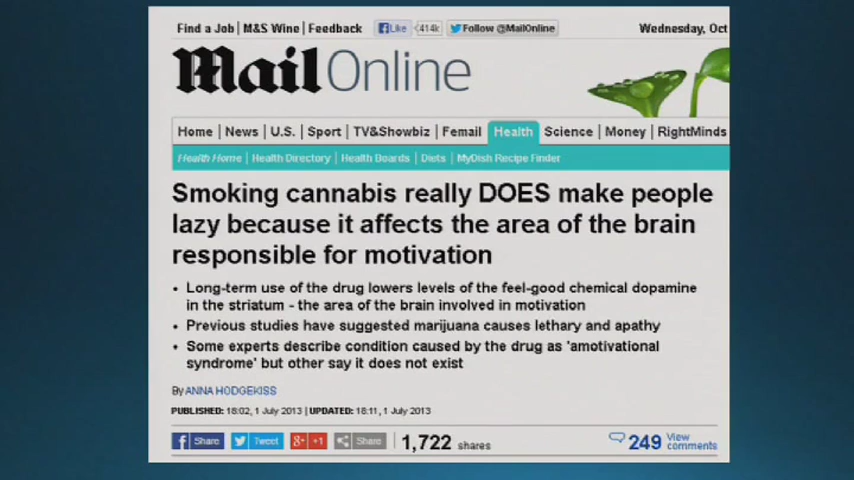 Find a Job | M&S Wine | Feedback Like 414k Follow @MailOnline Wednesday, Oct
Mail Online
Home News U.S. Sport TV&Showbiz Femail Health Science Money RightMinds
Health Home Health Directory Health Boards Diets MyDish Recipe Finder
Smoking cannabis really DOES make people
lazy because it affects the area of the brain
responsible for motivation
• Long-term use of the drug lowers levels of the feel-good chemical dopamine
in the striatum - the area of the brain involved in motivation
• Previous studies have suggested marijuana causes lethary and apathy
• Some experts describe condition caused by the drug as 'amotivational
syndrome' but other say it does not exist
By ANNA HODGEKISS
PUBLISHED: 18:02, 1 July 2013 | UPDATED: 18:11, 1 July 2013
Share Tweet +1 Share 1,722 shares 249 View comments